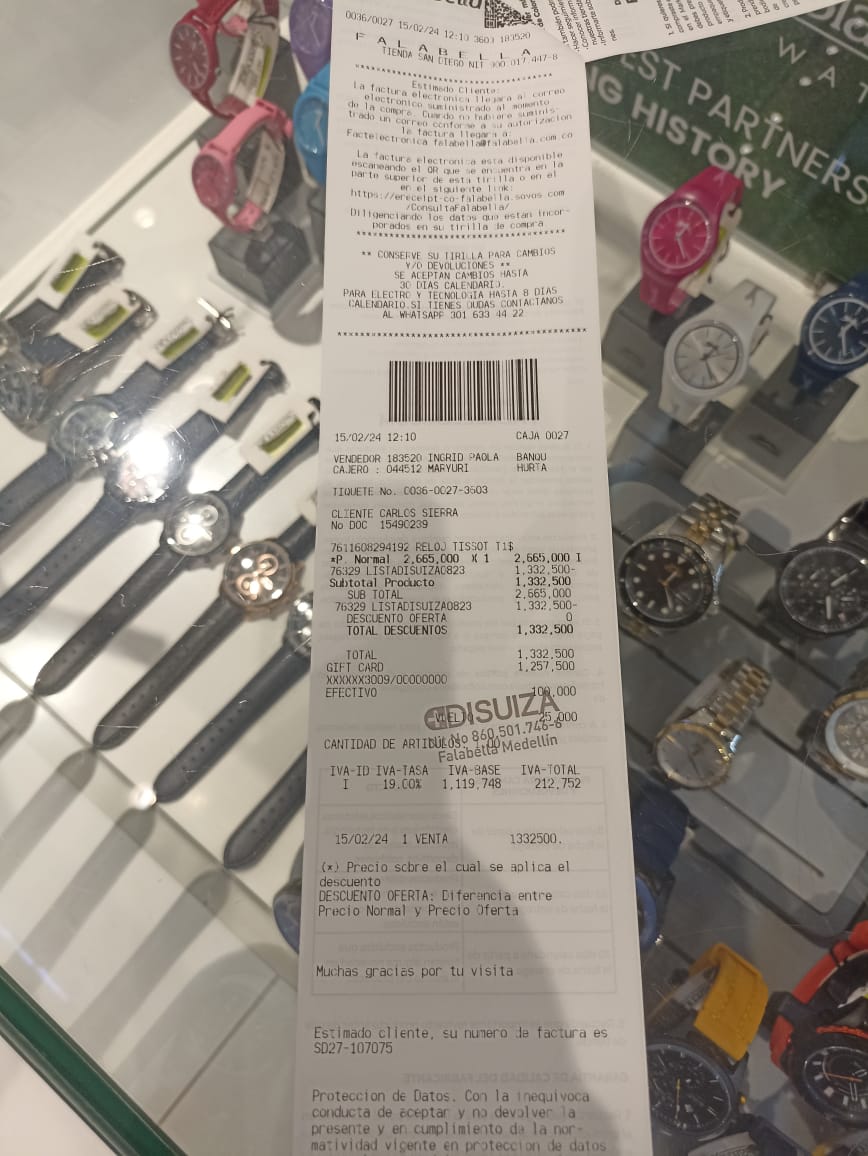 0036/0027 15/02/24 12:10 3603 183520
F A L A B E L L A
TIENDA SAN DIEGO NIT 900.017.447-8
****************************************
Estimado Cliente:
La factura electronica llegara al correo
electronico suministrado al momento
de la compra. Cuando no hubiere suminis-
trado un correo conforme a su autorizacion
la factura llegara a:
Factelectronica_falabella@falabella.com.co
La factura electronica esta disponible
escaneando el QR que se encuentra en la
parte superior de esta tirilla o en el
en el siguiente link:
https://ereceipt-co-falabella.sovos.com
/ConsultaFalabella/
Diligenciando los datos que estan incor-
porados en su tirilla de compra
****************************************
** CONSERVE SU TIRILLA PARA CAMBIOS
Y/O DEVOLUCIONES **
SE ACEPTAN CAMBIOS HASTA
30 DIAS CALENDARIO.
PARA ELECTRO Y TECNOLOGIA HASTA 8 DIAS
CALENDARIO.SI TIENES DUDAS CONTACTANOS
AL WHATSAPP 301 633 44 22
****************************************
15/02/24 12:10 CAJA 0027
VENDEDOR 183520 INGRID PAOLA BANQU
CAJERO : 044512 MARYURI HURTA
TIQUETE No. 0036-0027-3603
CLIENTE CARLOS SIERRA
No DOC 15490239
7611608294192 RELOJ TISSOT T1$
*P. Normal 2,665,000 X 1 2,665,000 I
76329 LISTADISUIZA0823 1,332,500-
Subtotal Producto 1,332,500
SUB TOTAL 2,665,000
76329 LISTADISUIZA0823 1,332,500-
DESCUENTO OFERTA 0
TOTAL DESCUENTOS 1,332,500
TOTAL 1,332,500
GIFT CARD 1,257,500
XXXXXX3009/00000000
EFECTIVO 100,000
VUELTO 25,000
DISUIZA
Nit No 860.501.746-6
Falabella Medellín
CANTIDAD DE ARTICULOS: 1.00
IVA-ID IVA-TASA IVA-BASE IVA-TOTAL
I 19.00% 1,119,748 212,752
15/02/24 1 VENTA 1332500.
(*) Precio sobre el cual se aplica el
descuento
DESCUENTO OFERTA: Diferencia entre
Precio Normal y Precio Oferta
Muchas gracias por tu visita
Estimado cliente, su numero de factura es
SD27-107075
Proteccion de Datos. Con la inequivoca
conducta de aceptar y no devolver la
presente y en cumplimiento de la nor-
matividad vigente en proteccion de datos
EST PARTNERS
NG HISTORY